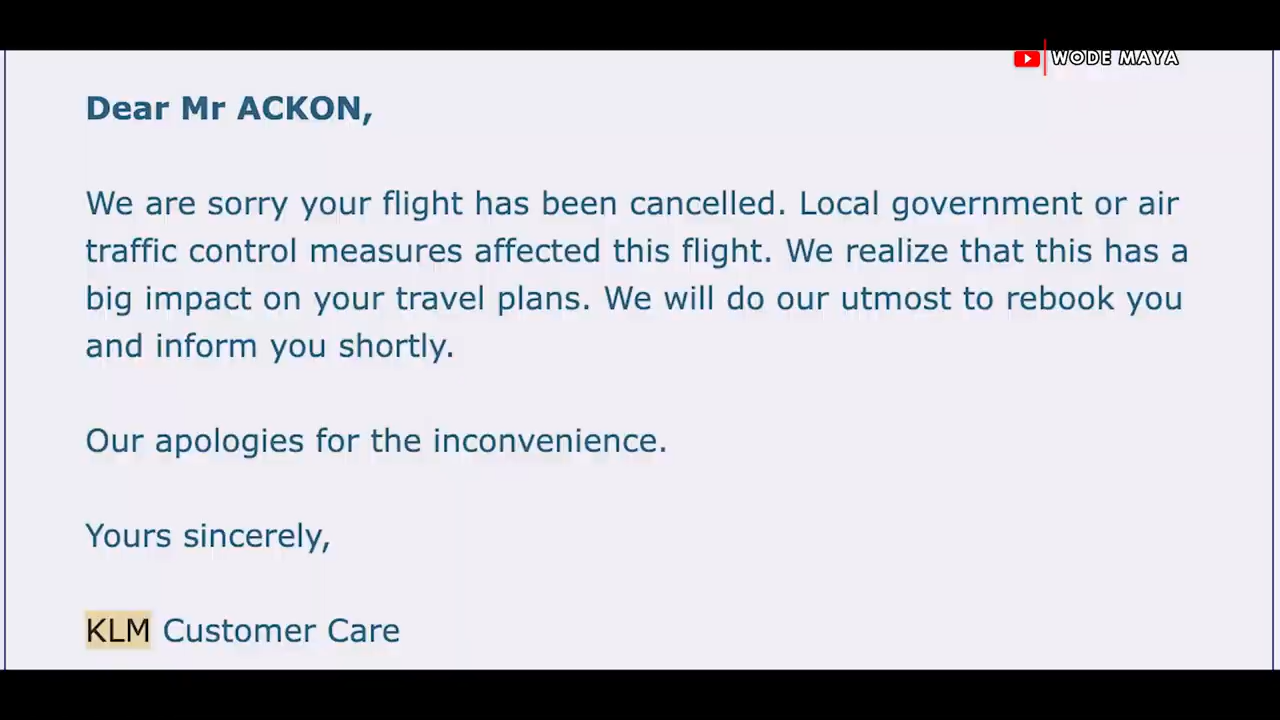 WODE MAYA
Dear Mr ACKON,
We are sorry your flight has been cancelled. Local government or air
traffic control measures affected this flight. We realize that this has a
big impact on your travel plans. We will do our utmost to rebook you
and inform you shortly.
Our apologies for the inconvenience.
Yours sincerely,
KLM Customer Care